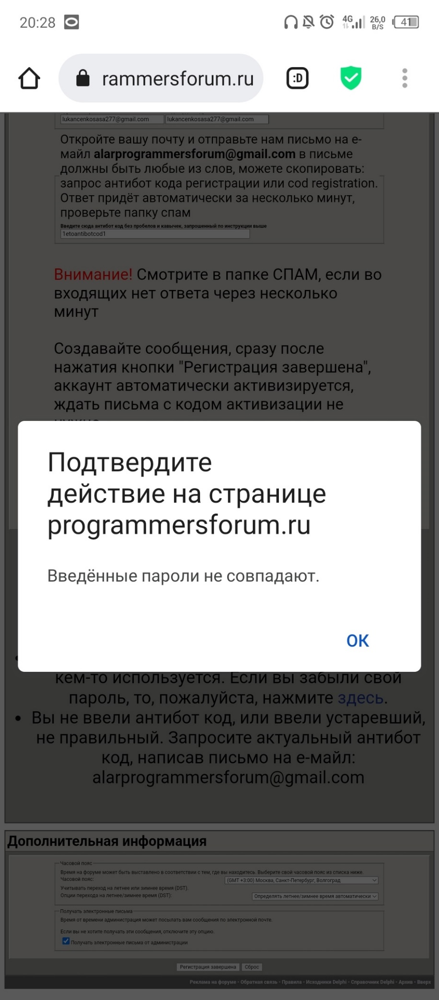 20:28
4G
26,0
B/S
41
rammersforum.ru
:D
lukancenkosasa277@gmail.com lukancenkosasa277@gmail.com
Откройте вашу почту и отправьте нам письмо на е-
майл alarprogrammersforum@gmail.com в письме
должны быть любые из слов, можете скопировать:
запрос антибот кода регистрации или cod registration.
Ответ придёт автоматически за несколько минут,
проверьте папку спам
Введите сюда антибот код без пробелов и кавычек, запрошенный по инструкции выше
1etoantibotcod1
Внимание! Смотрите в папке СПАМ, если во
входящих нет ответа через несколько
минут
Создавайте сообщения, сразу после
нажатия кнопки "Регистрация завершена",
аккаунт автоматически активизируется,
ждать письма с кодом активизации не
Подтвердите
действие на странице
programmersforum.ru
Введённые пароли не совпадают.
ОК
кем-то используется. Если вы забыли свой
пароль, то, пожалуйста, нажмите здесь.
• Вы не ввели антибот код, или ввели устаревший,
не правильный. Запросите актуальный антибот
код, написав письмо на е-майл:
alarprogrammersforum@gmail.com
Дополнительная информация
Часовой пояс
Время на форуме может быть выставлено в соответствии с тем, где вы находитесь. Выберите свой часовой пояс из списка ниже.
Часовой пояс: (GMT +3:00) Москва, Санкт-Петербург, Волгоград
Учитывать переход на летнее или зимнее время (DST).
Опции перехода на летнее/зимнее время (DST): Определять летнее/зимнее время автоматически
Получать электронные письма
Время от времени администрация может посылать вам сообщения по электронной почте.
Если вы не хотите получать эти сообщения, отключите эту опцию.
Получать электронные письма от администрации
Регистрация завершена Сброс
Реклама на форуме - Обратная связь - Правила - Исходники Delphi - Справочник Delphi - Архив - Вверх